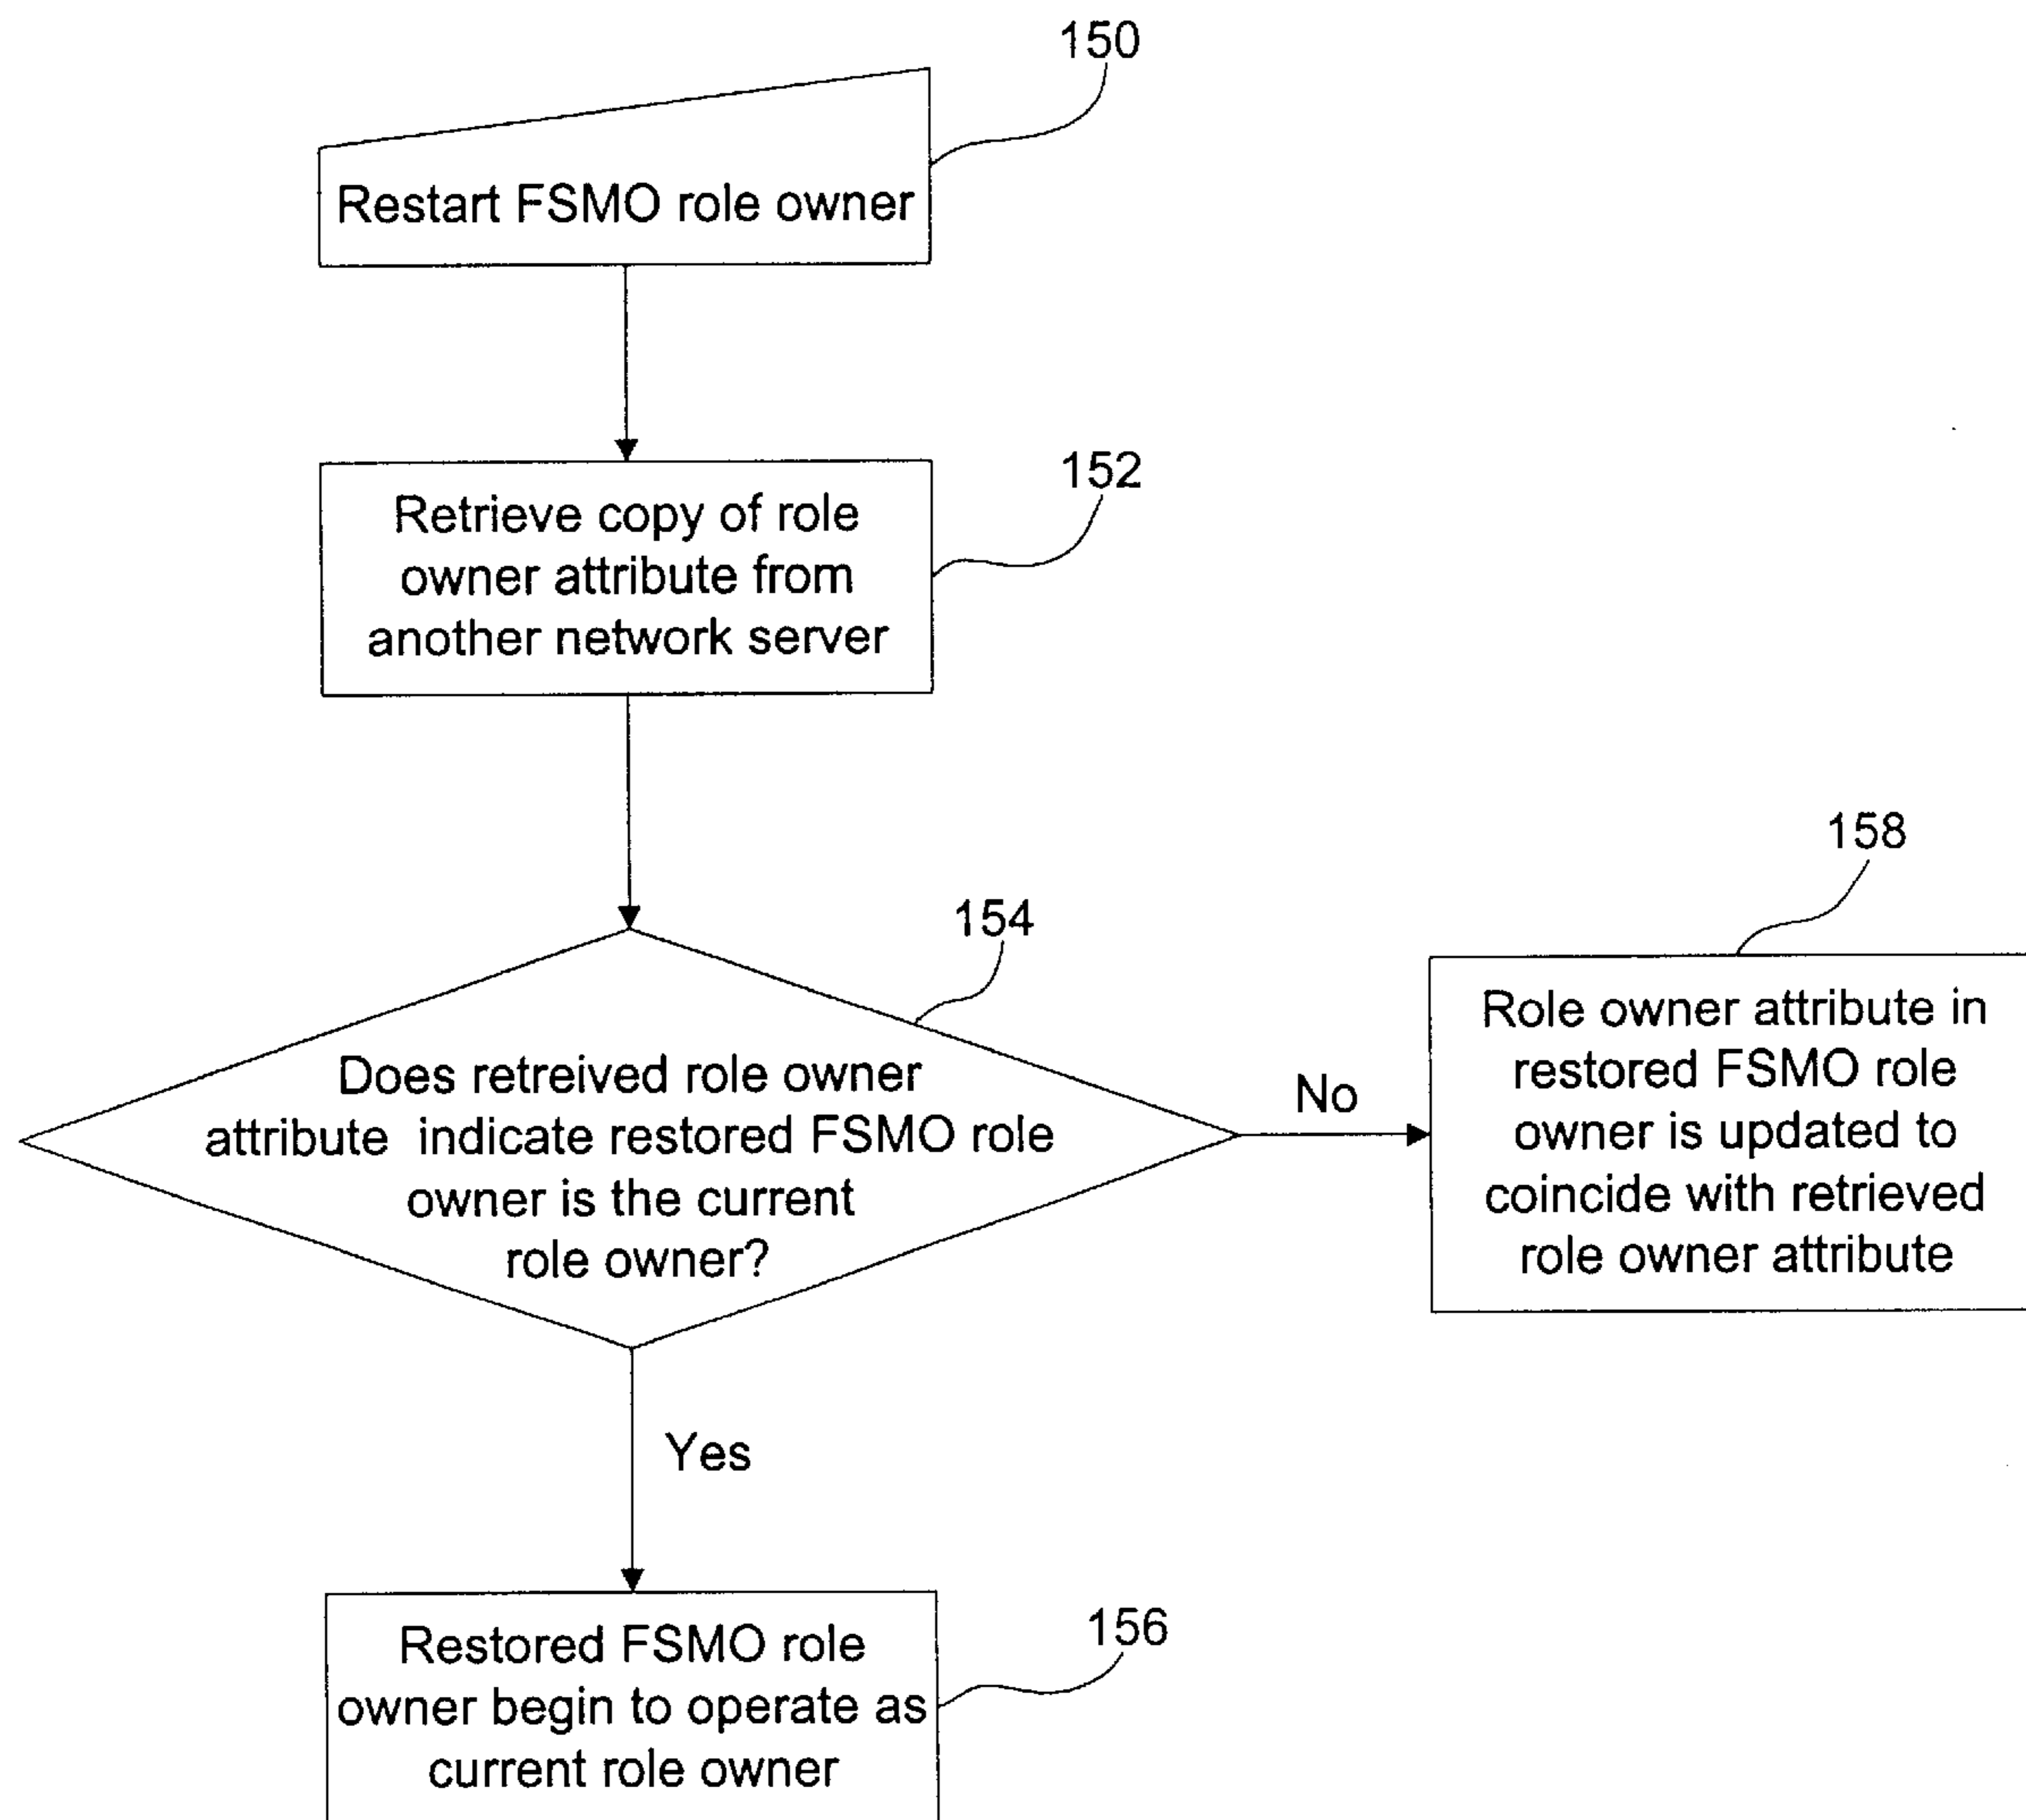 150
Restart FSMO role owner
152
Retrieve copy of role
owner attribute from
another network server
154
Does retreived role owner
attribute indicate restored FSMO role
owner is the current
role owner?
No
158
Role owner attribute in
restored FSMO role
owner is updated to
coincide with retrieved
role owner attribute
Yes
156
Restored FSMO role
owner begin to operate as
current role owner